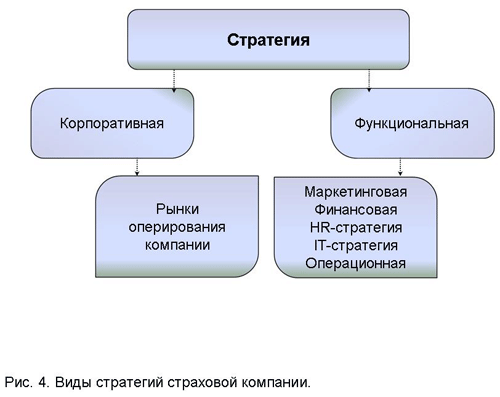 Стратегия
Корпоративная
Функциональная
Рынки
оперирования
компании
Маркетинговая
Финансовая
HR-стратегия
IT-стратегия
Операционная
Рис. 4. Виды стратегий страховой компании.